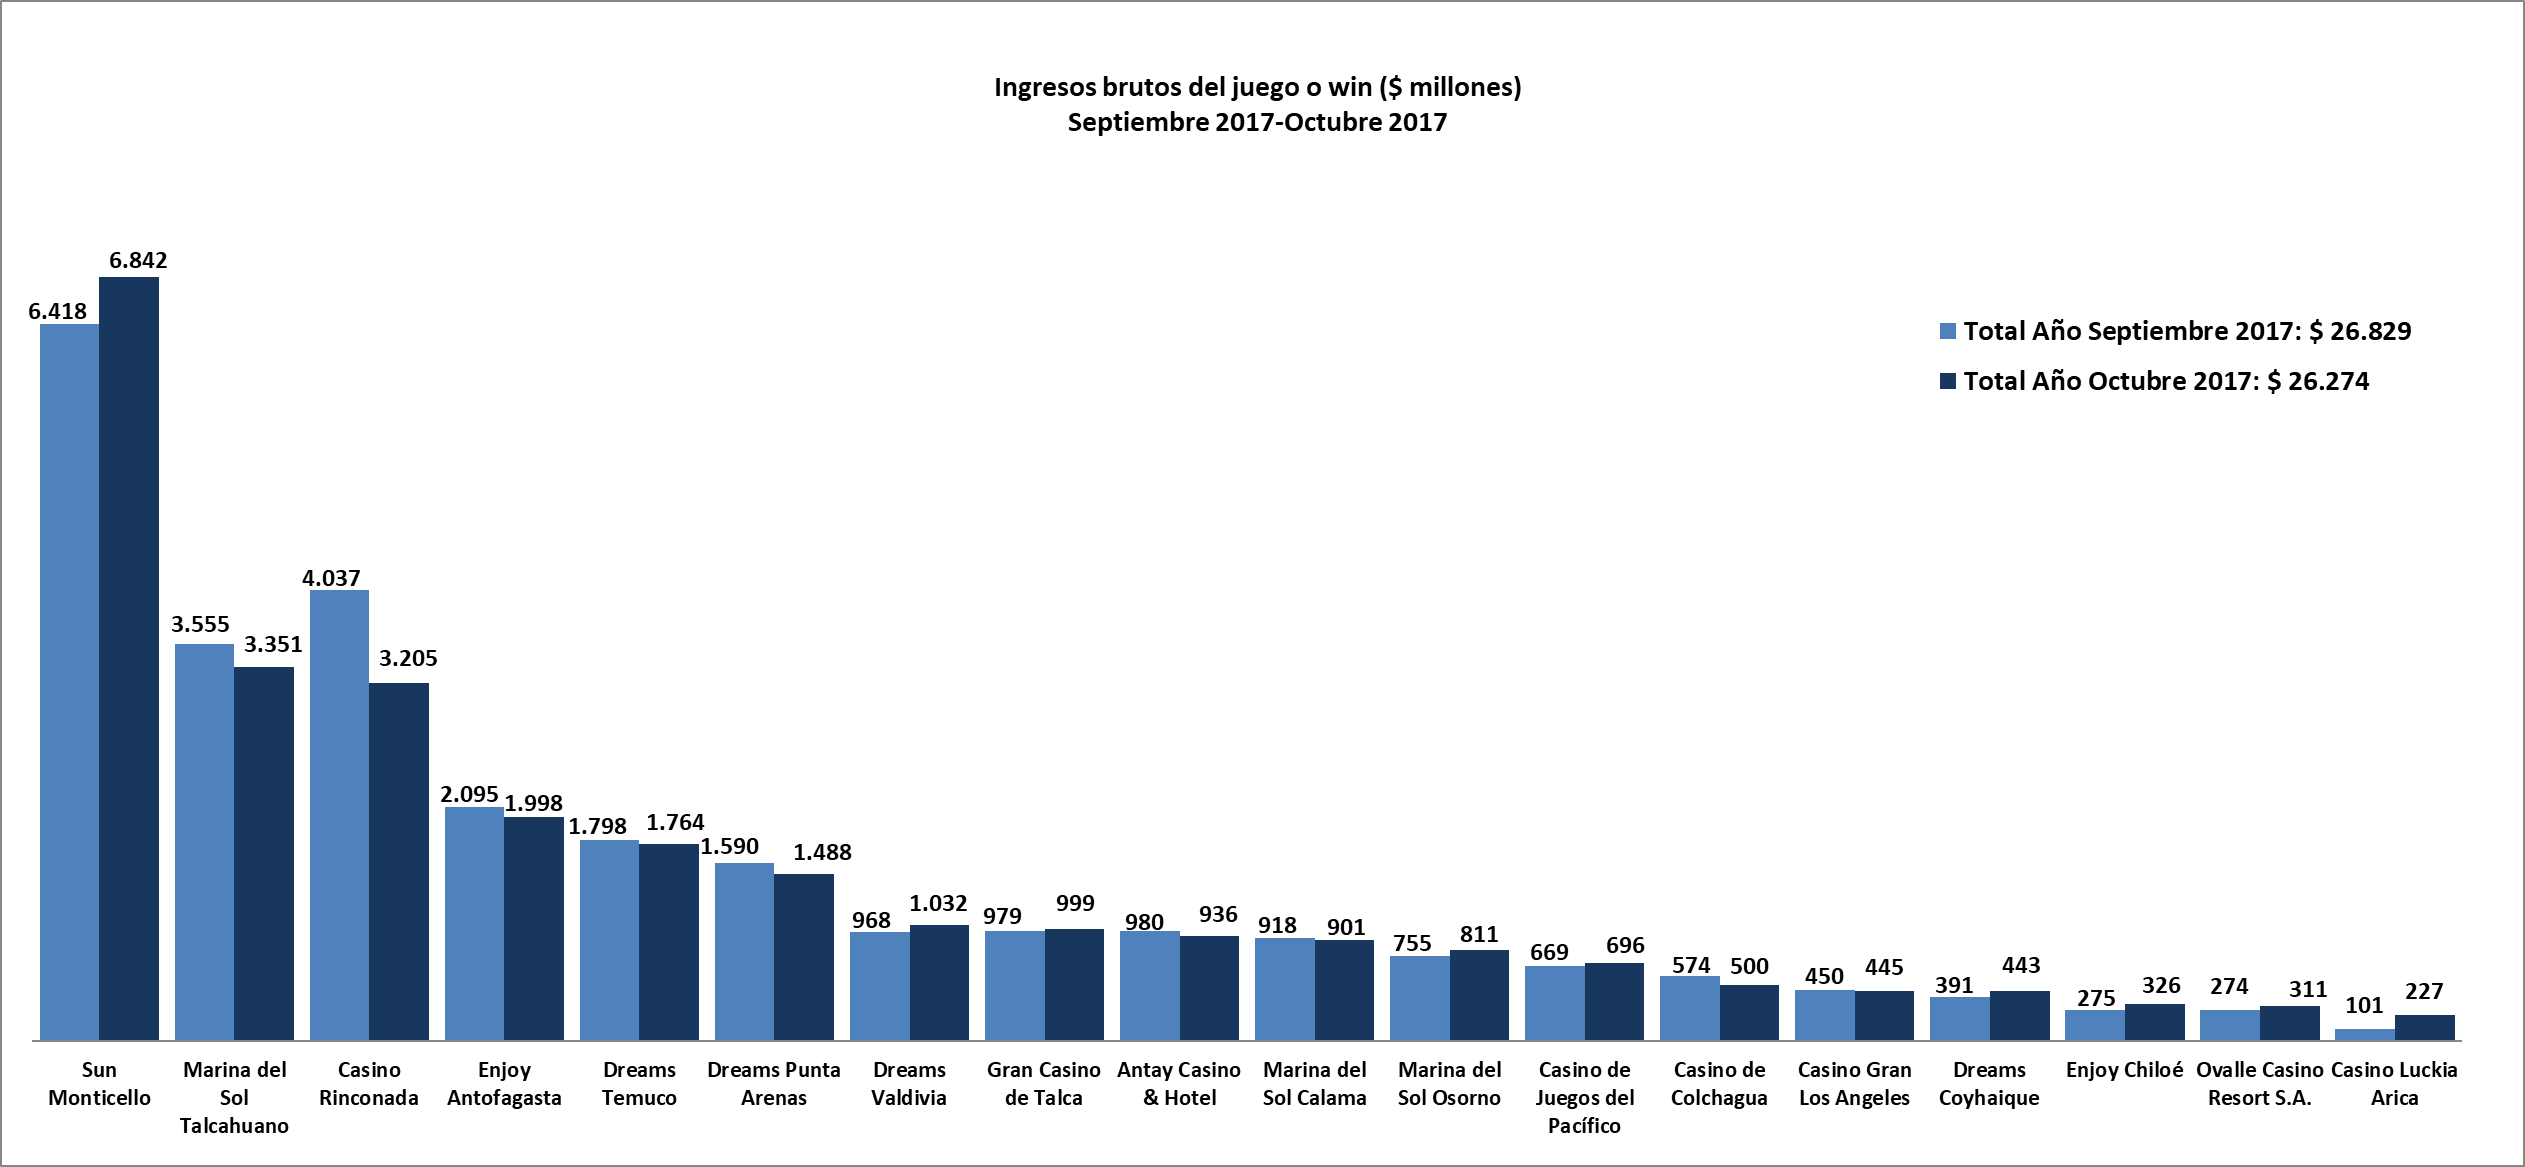 Ingresos brutos del juego o win ($ millones)
Septiembre 2017-Octubre 2017
Total Año Septiembre 2017: $ 26.829
Total Año Octubre 2017: $ 26.274
6.418
6.842
3.555
3.351
4.037
3.205
2.095
1.998
1.798
1.764
1.590
1.488
968
1.032
979
999
980
936
918
901
755
811
669
696
574
500
450
445
391
443
275
326
274
311
101
227
Sun
Monticello
Marina del
Sol
Talcahuano
Casino
Rinconada
Enjoy
Antofagasta
Dreams
Temuco
Dreams Punta
Arenas
Dreams
Valdivia
Gran Casino
de Talca
Antay Casino
& Hotel
Marina del
Sol Calama
Marina del
Sol Osorno
Casino de
Juegos del
Pacífico
Casino de
Colchagua
Casino Gran
Los Angeles
Dreams
Coyhaique
Enjoy Chiloé
Ovalle Casino
Resort S.A.
Casino Luckia
Arica